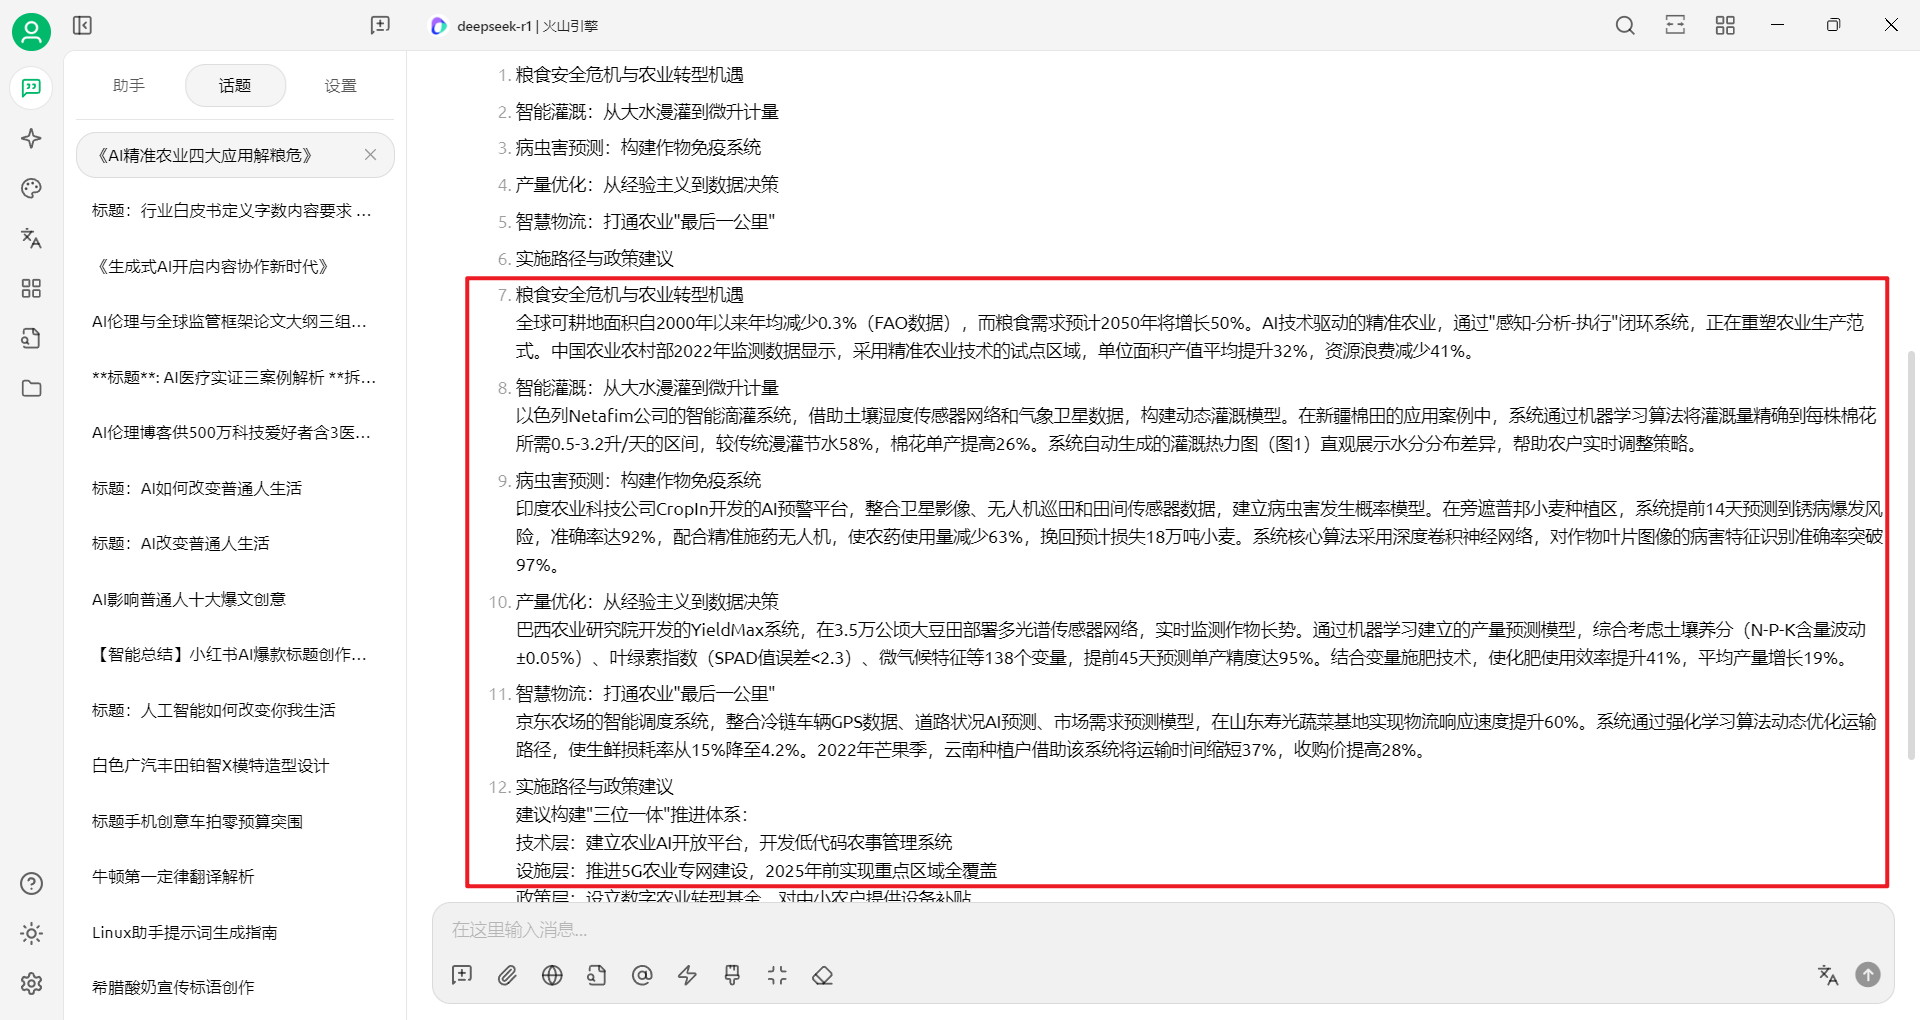 deepseek-r1 | 火山引擎
助手
话题
设置
《AI精准农业四大应用解粮危》
标题：行业白皮书定义字数内容要求 ...
《生成式AI开启内容协作新时代》
AI伦理与全球监管框架论文大纲三组...
**标题**: AI医疗实证三案例解析 **拆...
AI伦理博客供500万科技爱好者含3医...
标题：AI如何改变普通人生活
标题：AI改变普通人生活
AI影响普通人十大爆文创意
【智能总结】小红书AI爆款标题创作...
标题：人工智能如何改变你我生活
白色广汽丰田铂智X模特造型设计
标题手机创意车拍零预算突围
牛顿第一定律翻译解析
Linux助手提示词生成指南
希腊酸奶宣传标语创作
1. 粮食安全危机与农业转型机遇
2. 智能灌溉：从大水漫灌到微升计量
3. 病虫害预测：构建作物免疫系统
4. 产量优化：从经验主义到数据决策
5. 智慧物流：打通农业"最后一公里"
6. 实施路径与政策建议
7. 粮食安全危机与农业转型机遇
全球可耕地面积自2000年以来年均减少0.3%（FAO数据），而粮食需求预计2050年将增长50%。AI技术驱动的精准农业，通过"感知-分析-执行"闭环系统，正在重塑农业生产范
式。中国农业农村部2022年监测数据显示，采用精准农业技术的试点区域，单位面积产值平均提升32%，资源浪费减少41%。
8. 智能灌溉：从大水漫灌到微升计量
以色列Netafim公司的智能滴灌系统，借助土壤湿度传感器网络和气象卫星数据，构建动态灌溉模型。在新疆棉田的应用案例中，系统通过机器学习算法将灌溉量精确到每株棉花
所需0.5-3.2升/天的区间，较传统漫灌节水58%，棉花单产提高26%。系统自动生成的灌溉热力图（图1）直观展示水分分布差异，帮助农户实时调整策略。
9. 病虫害预测：构建作物免疫系统
印度农业科技公司CropIn开发的AI预警平台，整合卫星影像、无人机巡田和田间传感器数据，建立病虫害发生概率模型。在旁遮普邦小麦种植区，系统提前14天预测到锈病爆发风
险，准确率达92%，配合精准施药无人机，使农药使用量减少63%，挽回预计损失18万吨小麦。系统核心算法采用深度卷积神经网络，对作物叶片图像的病害特征识别准确率突破
97%。
10. 产量优化：从经验主义到数据决策
巴西农业研究院开发的YieldMax系统，在3.5万公顷大豆田部署多光谱传感器网络，实时监测作物长势。通过机器学习建立的产量预测模型，综合考虑土壤养分（N-P-K含量波动
±0.05%）、叶绿素指数（SPAD值误差<2.3）、微气候特征等138个变量，提前45天预测单产精度达95%。结合变量施肥技术，使化肥使用效率提升41%，平均产量增长19%。
11. 智慧物流：打通农业"最后一公里"
京东农场的智能调度系统，整合冷链车辆GPS数据、道路状况AI预测、市场需求预测模型，在山东寿光蔬菜基地实现物流响应速度提升60%。系统通过强化学习算法动态优化运输
路径，使生鲜损耗率从15%降至4.2%。2022年芒果季，云南种植户借助该系统将运输时间缩短37%，收购价提高28%。
12. 实施路径与政策建议
建议构建"三位一体"推进体系：
技术层：建立农业AI开放平台，开发低代码农事管理系统
设施层：推进5G农业专网建设，2025年前实现重点区域全覆盖
政策层：设立数字农业转型基金，对中小农户提供设备补贴
在这里输入消息...